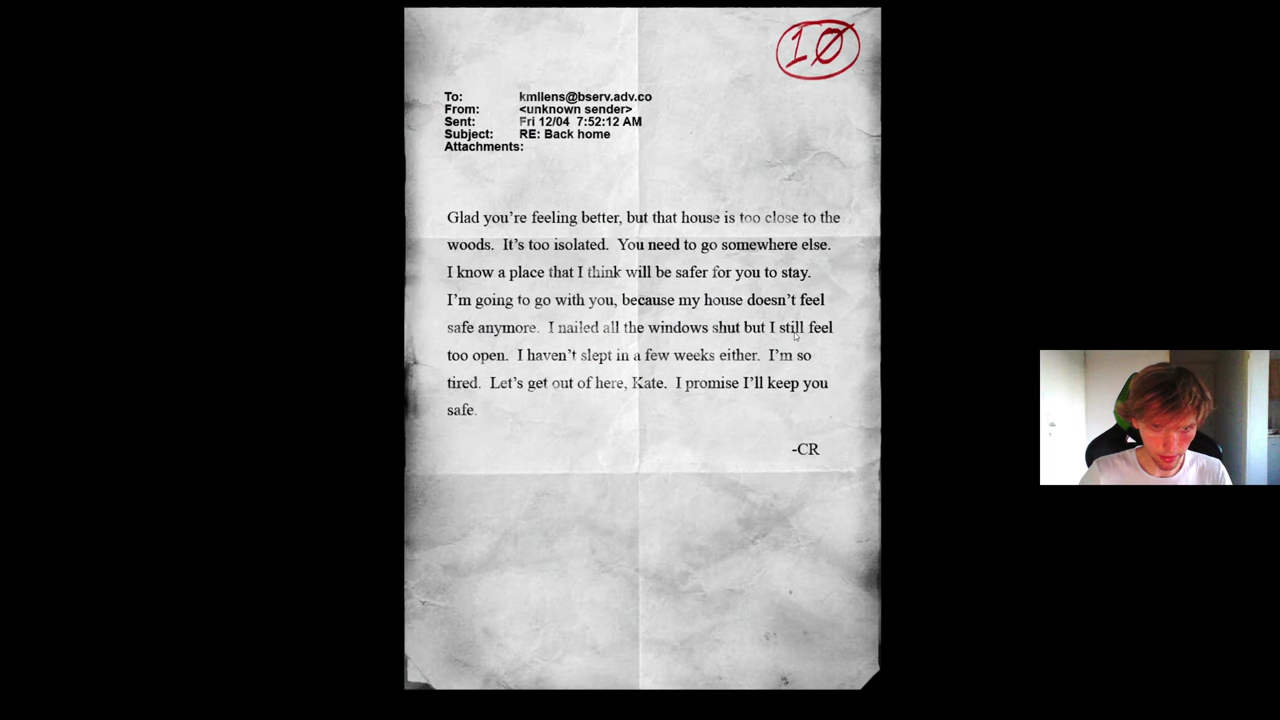 10
To: kmllens@bserv.adv.co
From: <unknown sender>
Sent: Fri 12/04 7:52:12 AM
Subject: RE: Back home
Attachments:
Glad you're feeling better, but that house is too close to the
woods. It's too isolated. You need to go somewhere else.
I know a place that I think will be safer for you to stay.
I'm going to go with you, because my house doesn't feel
safe anymore. I nailed all the windows shut but I still feel
too open. I haven't slept in a few weeks either. I'm so
tired. Let's get out of here, Kate. I promise I'll keep you
safe.
-CR